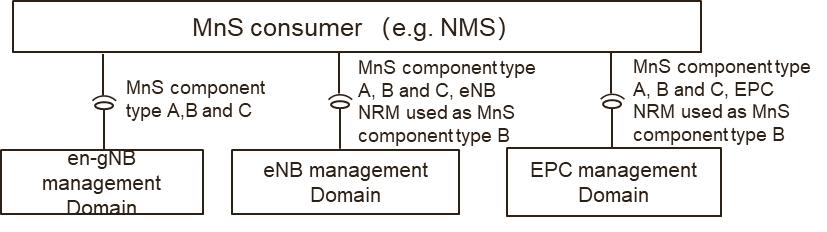 MnS consumer （e.g. NMS）
MnS component
type A,B and C
MnS component type
A, B and C, eNB
NRM used as MnS
component type B
MnS component type
A, B and C, EPC
NRM used as MnS
component type B
en-gNB
management
Domain
eNB management
Domain
EPC management
Domain